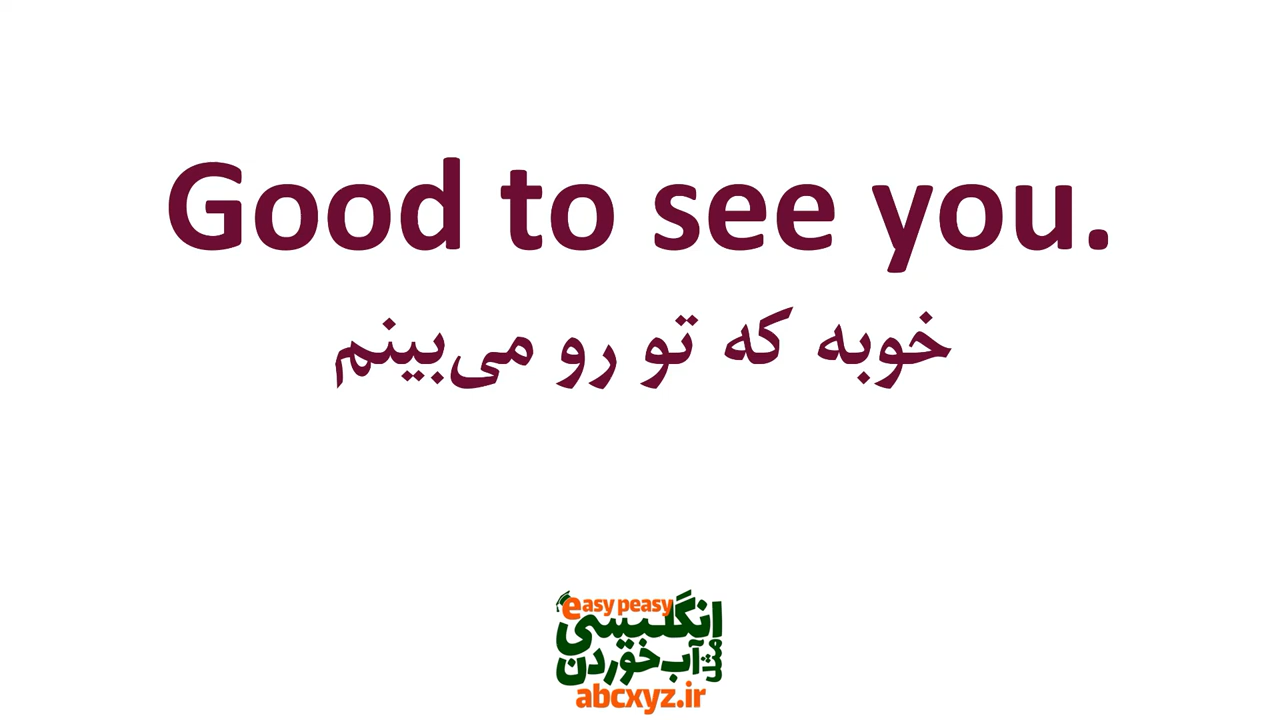 Good to see you.
خوبه که تو رو می‌بینم
easy peasy
انگلیسی
مثل آب خوردن
abcxyz.ir